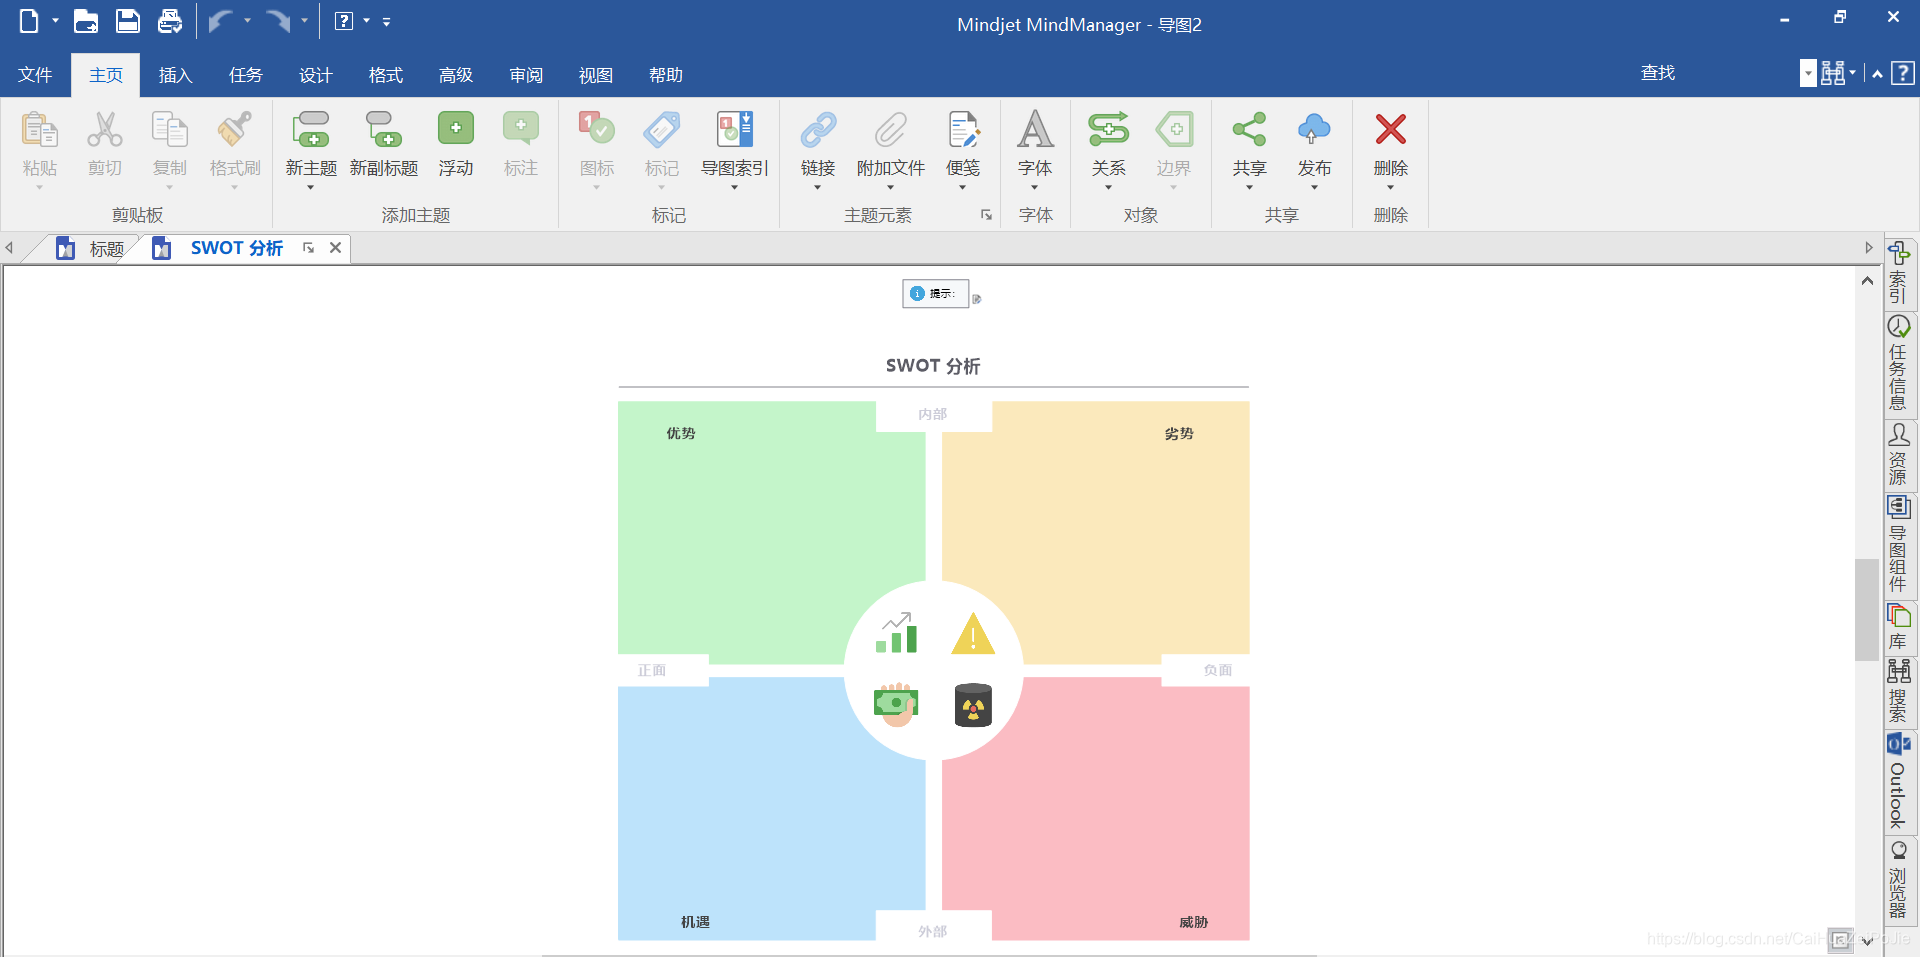 Mindjet MindManager - 导图2
文件 主页 插入 任务 设计 格式 高级 审阅 视图 帮助 查找
粘贴 剪切 复制 格式刷 新主题 新副标题 浮动 标注 图标 标记 导图索引 链接 附加文件 便笺 字体 关系 边界 共享 发布 删除
剪贴板 添加主题 标记 主题元素 字体 对象 共享 删除
标题 SWOT 分析
提示:
SWOT 分析
内部
优势 劣势
正面 负面
机遇 威胁
外部
索引
任务信息
资源
导图组件
库
搜索
Outlook
浏览器